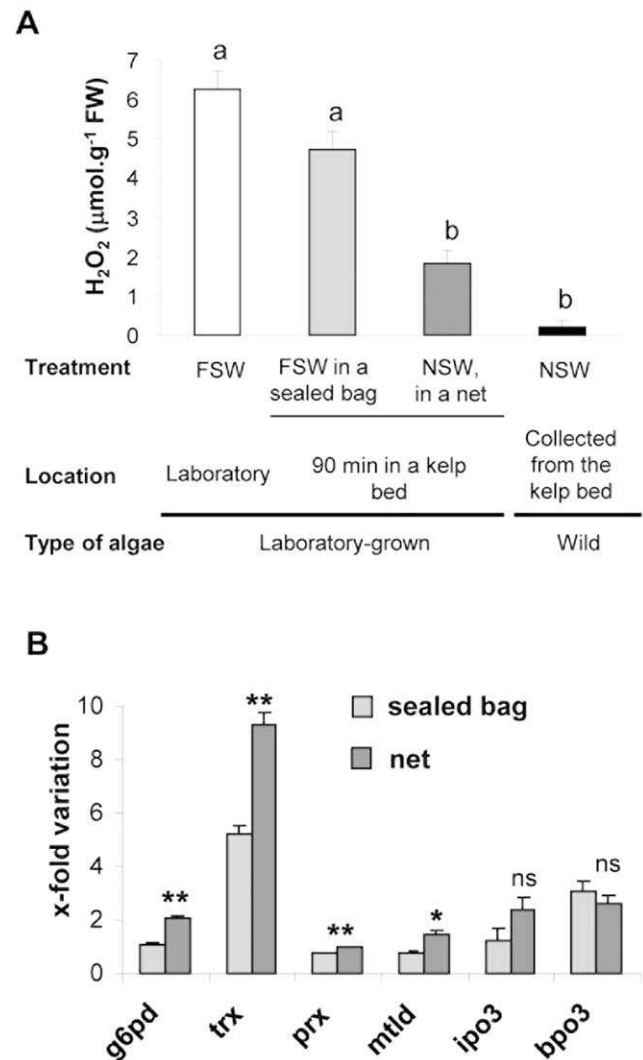 A
H₂O₂ (μmol.g⁻¹ FW)
7
6
5
4
3
2
1
0
a
a
b
b
Treatment
FSW
FSW in a
sealed bag
NSW,
in a net
NSW
Location
Laboratory
90 min in a kelp
bed
Collected
from the
kelp bed
Type of algae
Laboratory-grown
Wild
B
x-fold variation
10
8
6
4
2
0
sealed bag
net
**
**
**
*
ns
ns
g6pd
trx
prx
mtld
ipo3
bpo3